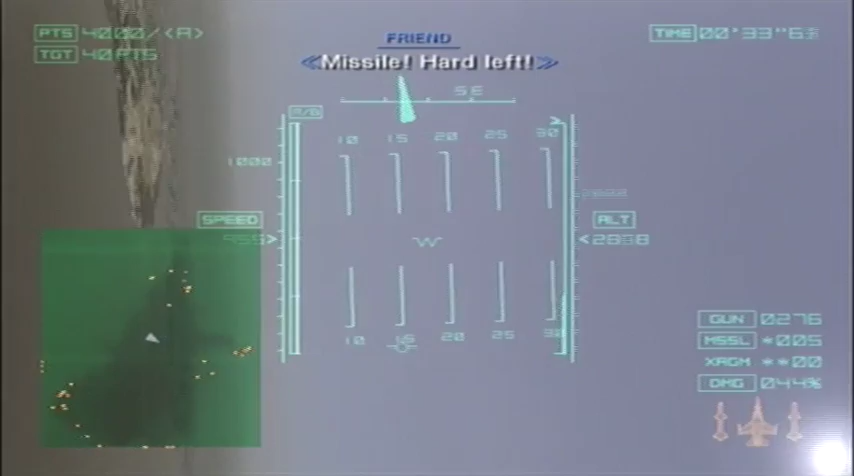 PTS 4000/<A>
TGT 40PTS
FRIEND
<<Missile! Hard left!>>
TIME 00"33"63
SE
A/B
10 15 20 25 30
1000
SPEED
955>
ALT
<2838
10 15 20 25 30
GUN 0276
MSSL *005
XAGM **00
DMG 044%